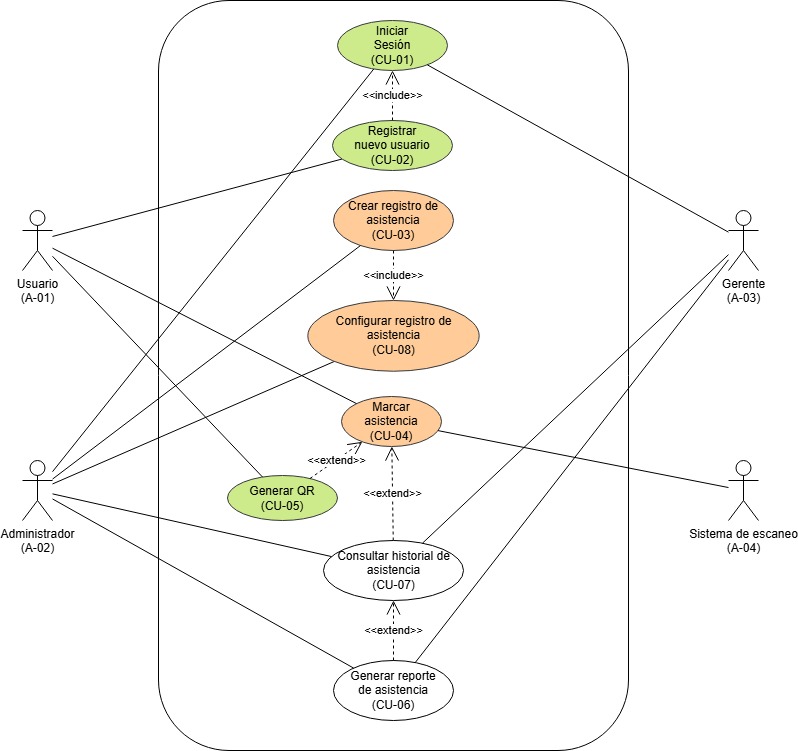 Iniciar
Sesión
(CU-01)
<<include>>
Registrar
nuevo usuario
(CU-02)
Crear registro de
asistencia
(CU-03)
<<include>>
Usuario
(A-01)
Gerente
(A-03)
Configurar registro de
asistencia
(CU-08)
Marcar
asistencia
(CU-04)
<<extend>>
Generar QR
(CU-05)
<<extend>>
Administrador
(A-02)
Sistema de escaneo
(A-04)
Consultar historial de
asistencia
(CU-07)
<<extend>>
Generar reporte
de asistencia
(CU-06)